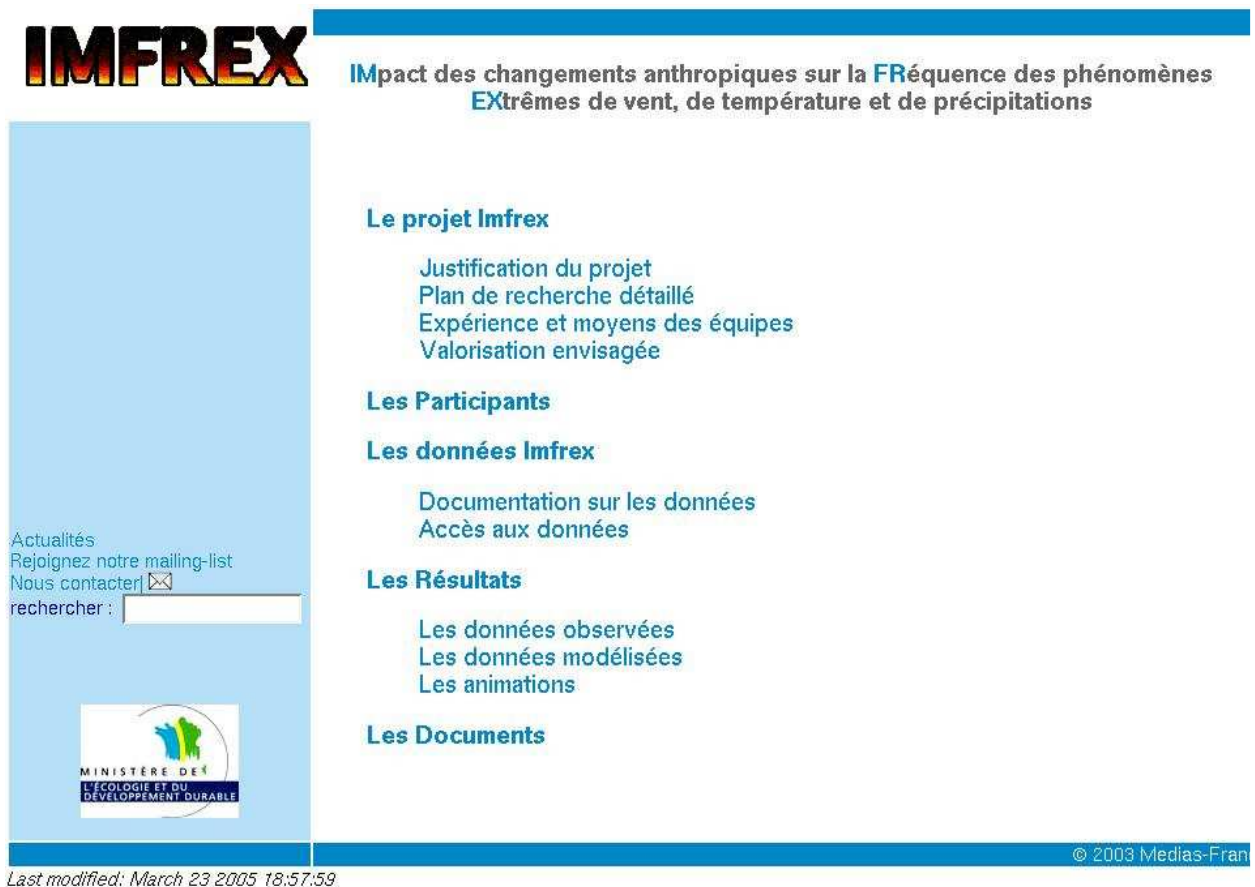 IMFREX
IMpact des changements anthropiques sur la FRéquence des phénomènes
EXtrêmes de vent, de température et de précipitations
Le projet Imfrex
Justification du projet
Plan de recherche détaillé
Expérience et moyens des équipes
Valorisation envisagée
Les Participants
Les données Imfrex
Documentation sur les données
Accès aux données
Les Résultats
Les données observées
Les données modélisées
Les animations
Les Documents
Actualités
Rejoignez notre mailing-list
Nous contacter|
rechercher :
MINISTÈRE DE
L'ÉCOLOGIE ET DU
DÉVELOPPEMENT DURABLE
© 2003 Medias-Fran
Last modified: March 23 2005 18:57:59